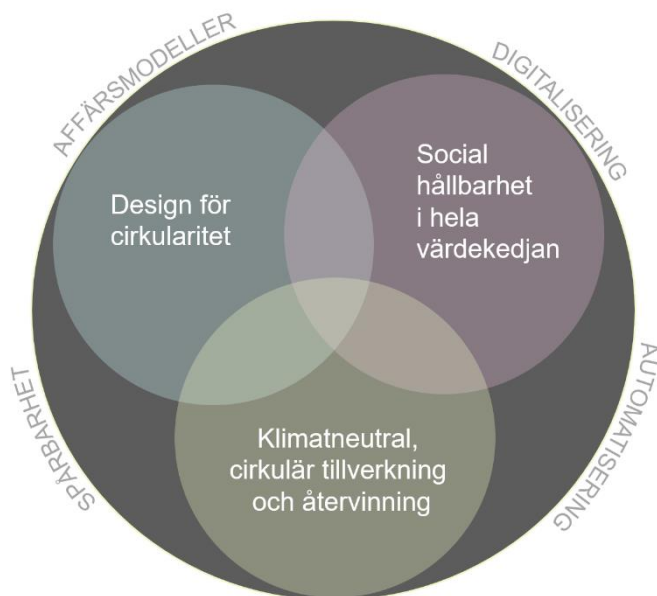 AFFÄRSMODELLER
DIGITALISERING
Design för
cirkularitet
Social
hållbarhet
i hela
värdekedjan
SPÅRBARHET
AUTOMATISERING
Klimatneutral,
cirkulär tillverkning
och återvinning